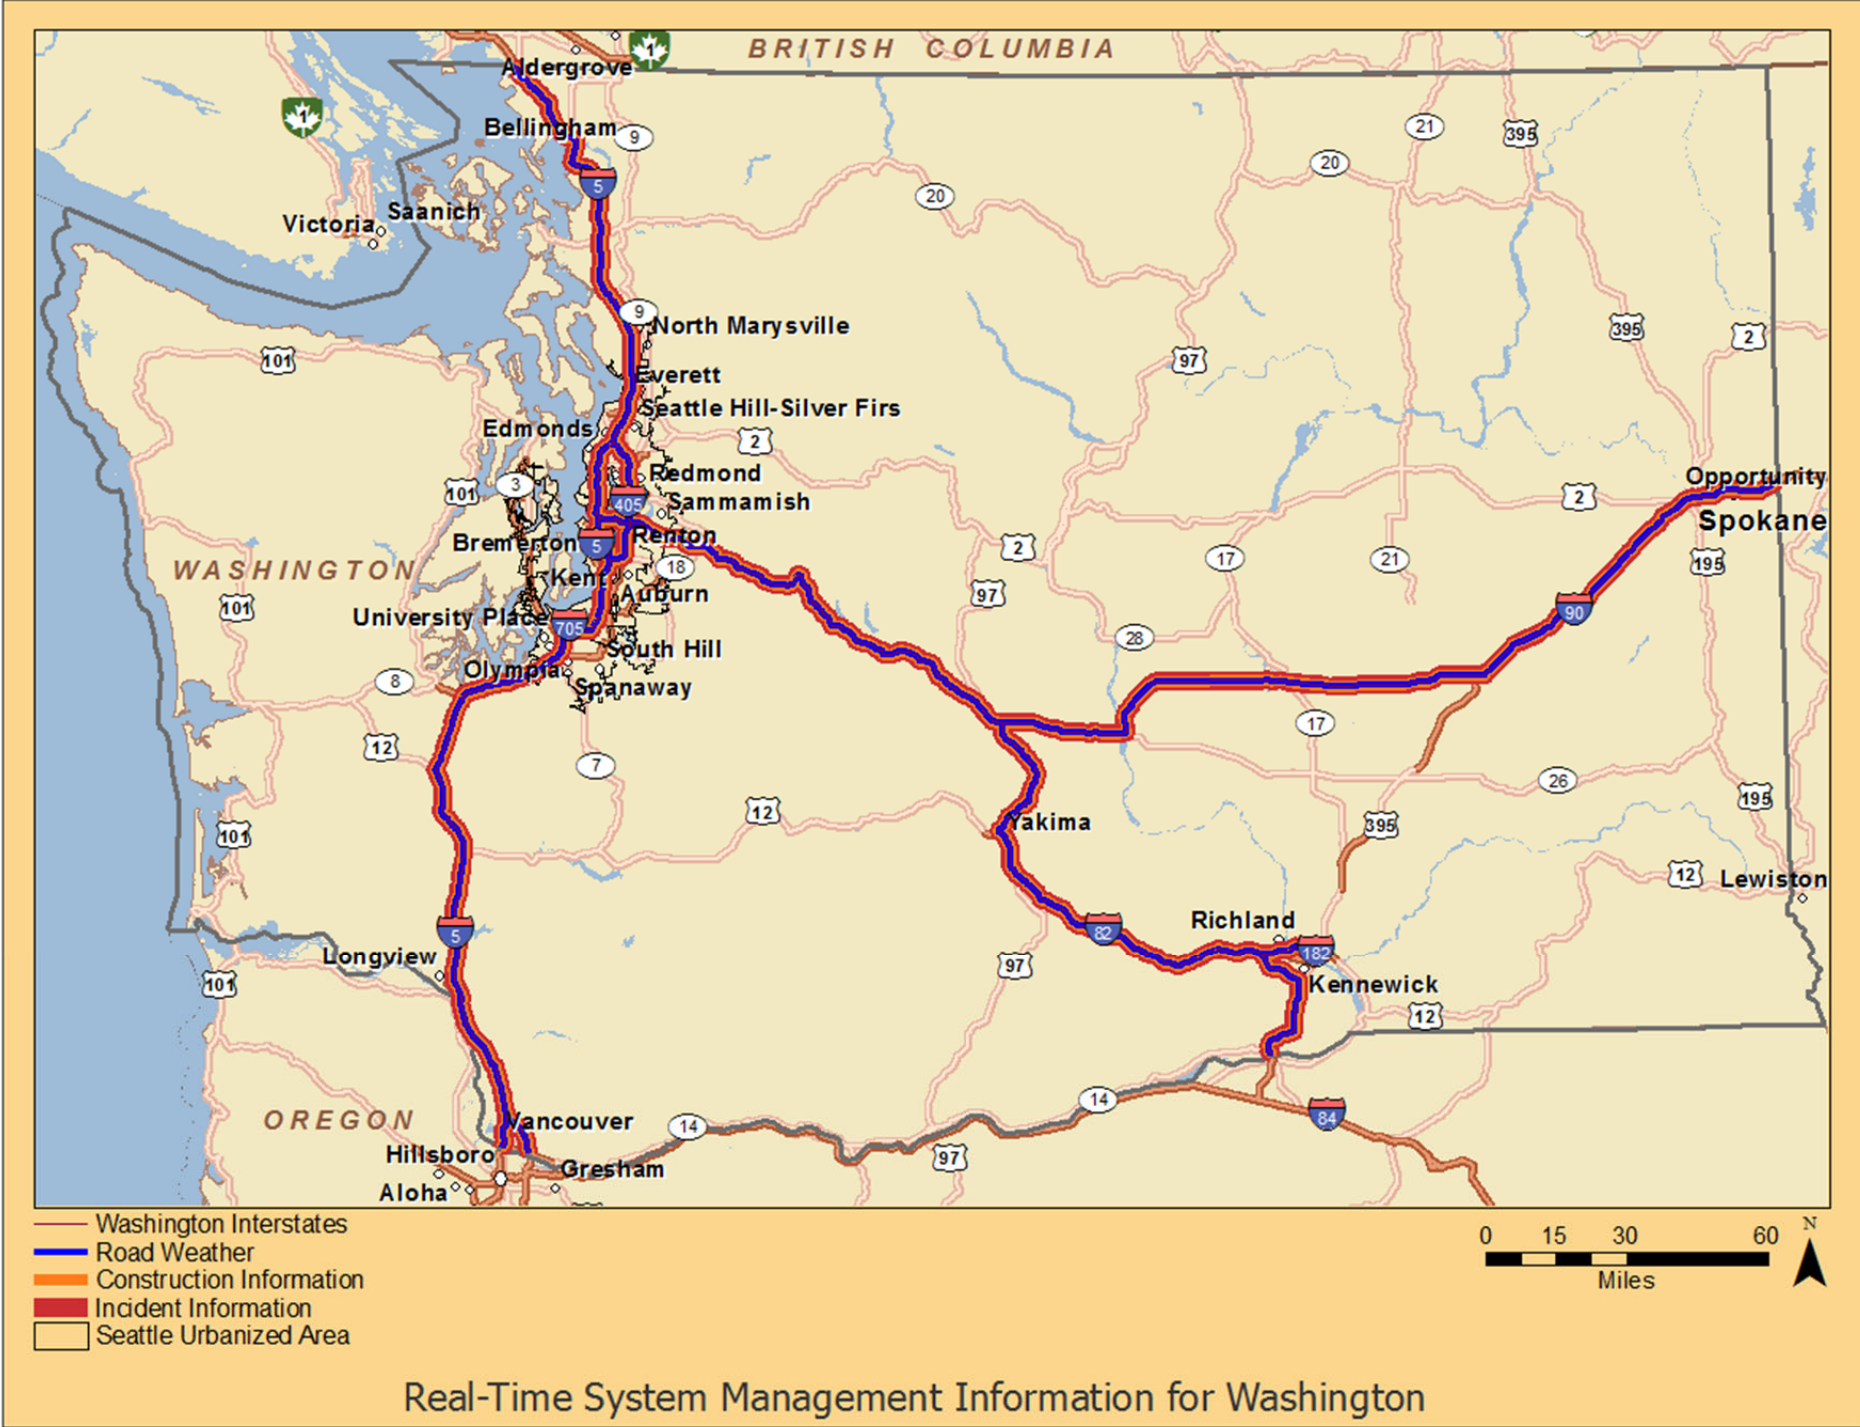 1
BRITISH COLUMBIA
Aldergrove
1
Bellingham
9
21
395
20
5
20
Saanich
Victoria
9
North Marysville
395
2
101
97
Everett
Seattle Hill-Silver Firs
Edmonds
2
Redmond
Opportunity
3
101
405
Sammamish
2
Spokane
Bremerton
5
Renton
2
17
21
195
WASHINGTON
18
Kent
97
Auburn
101
90
University Place
705
28
South Hill
Olympia
8
Spanaway
17
12
7
26
195
12
Yakima
395
101
12
Lewiston
Richland
82
5
182
Longview
97
101
Kennewick
12
14
84
OREGON
Vancouver
14
Hillsboro
97
Gresham
Aloha
Washington Interstates
Road Weather
Construction Information
Incident Information
Seattle Urbanized Area
0 15 30 60
Miles
N
Real-Time System Management Information for Washington